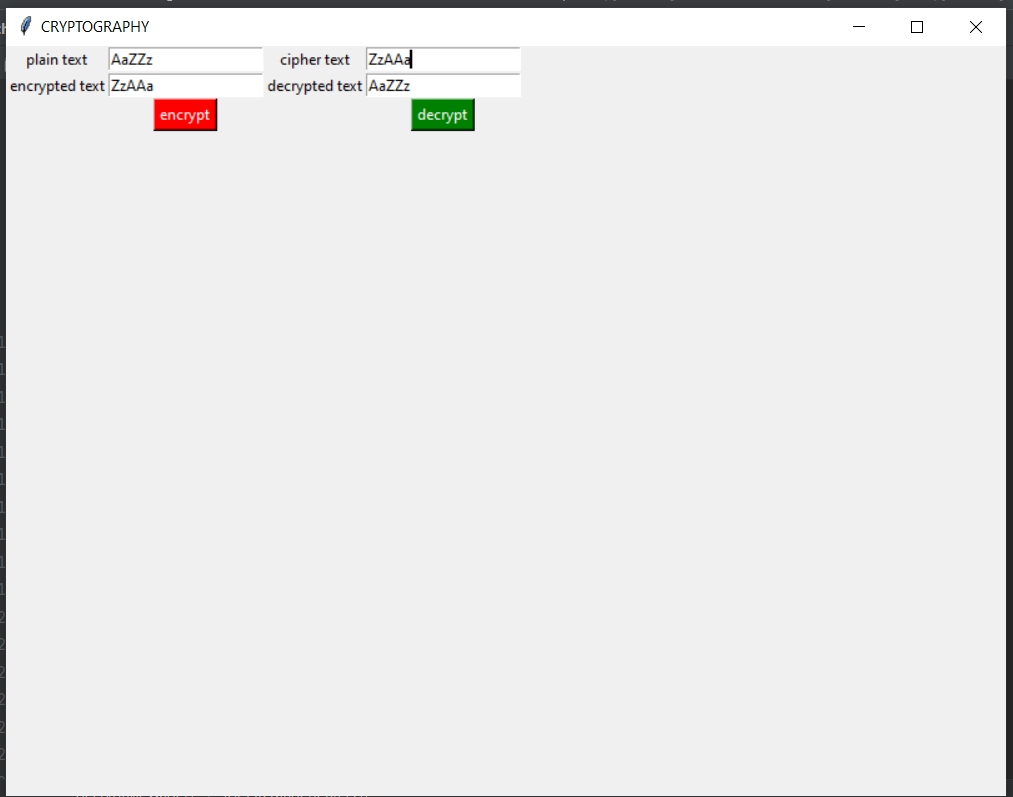 CRYPTOGRAPHY
plain text AaZZz cipher text ZzAAa
encrypted text ZzAAa decrypted text AaZZz
encrypt decrypt